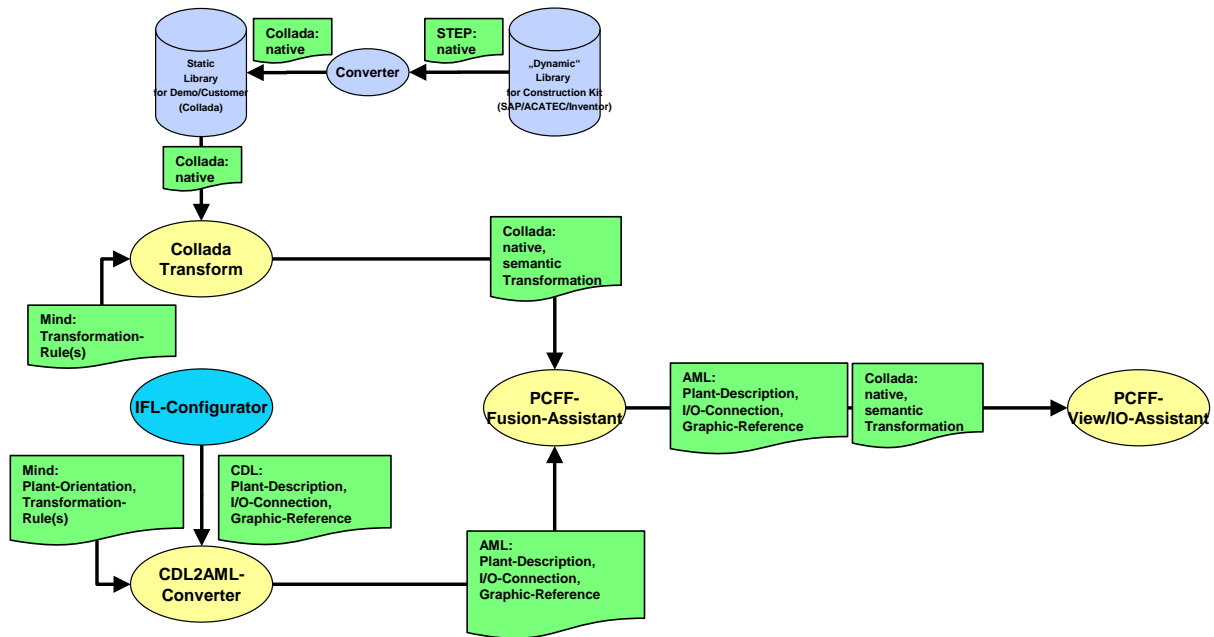 Collada:
native
STEP:
native
Static
Library
for Demo/Customer
(Collada)
Converter
„Dynamic“
Library
for Construction Kit
(SAP/ACATEC/Inventor)
Collada:
native
Collada
Transform
Collada:
native,
semantic
Transformation
Mind:
Transformation-
Rule(s)
IFL-Configurator
PCFF-
Fusion-Assistant
AML:
Plant-Description,
I/O-Connection,
Graphic-Reference
Collada:
native,
semantic
Transformation
PCFF-
View/IO-Assistant
Mind:
Plant-Orientation,
Transformation-
Rule(s)
CDL:
Plant-Description,
I/O-Connection,
Graphic-Reference
CDL2AML-
Converter
AML:
Plant-Description,
I/O-Connection,
Graphic-Reference